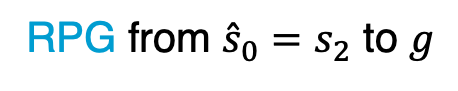 RPG from ŝ₀ = s₂ to g